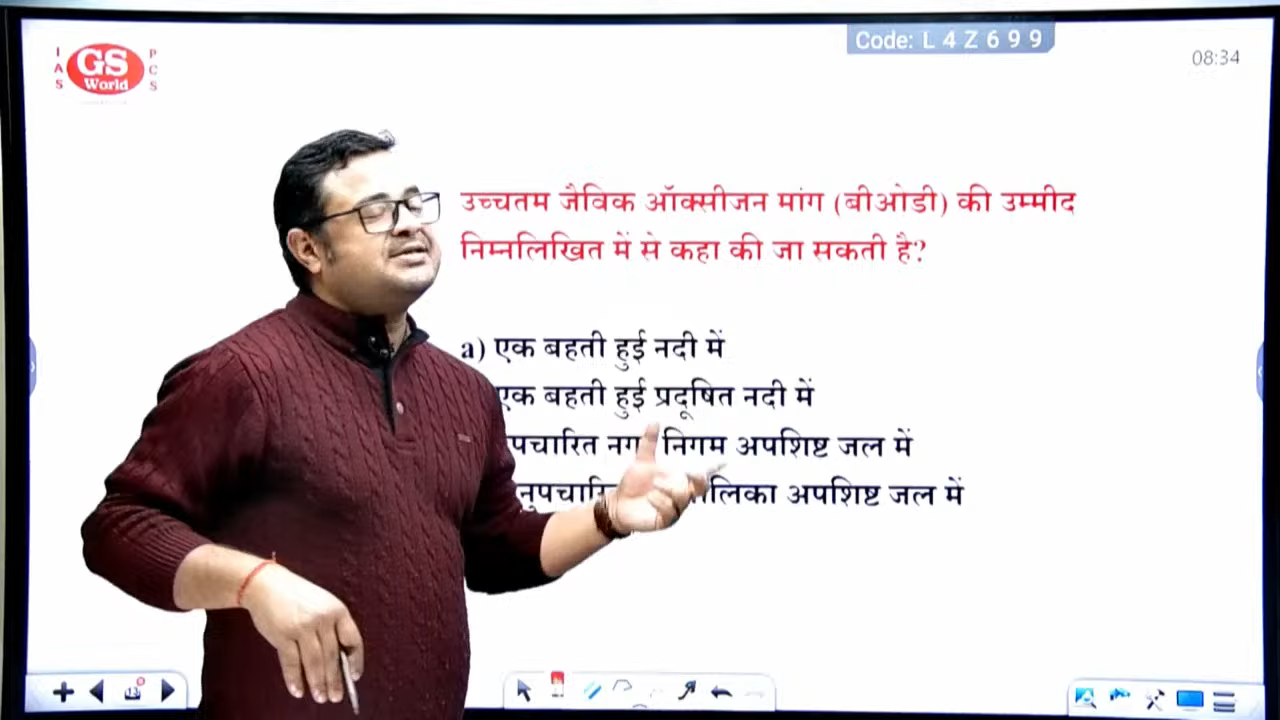 Code: L 4 Z 6 9 9
IAS
GS
World
PCS
08:34
उच्चतम जैविक ऑक्सीजन मांग (बीओडी) की उम्मीद
निम्नलिखित में से कहा की जा सकती है?
a) एक बहती हुई नदी में
एक बहती हुई प्रदूषित नदी में
निगम अपशिष्ट जल में
अपशिष्ट जल में